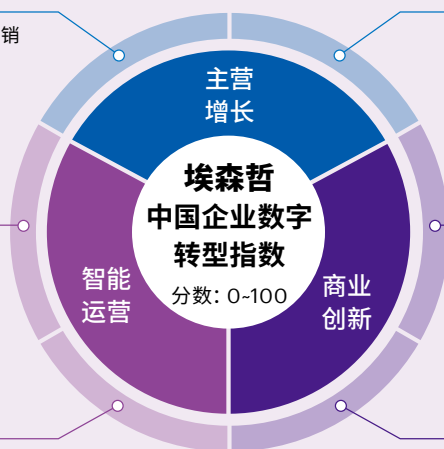 销
主营
增长
埃森哲
中国企业数字
转型指数
分数：0~100
智能
运营
商业
创新